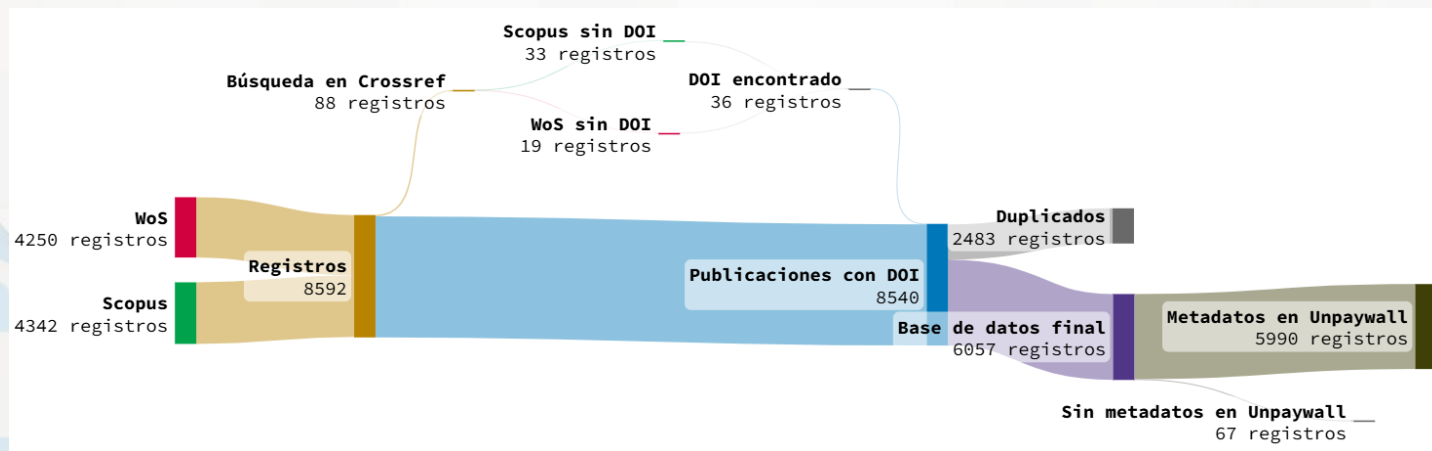 Scopus sin DOI
33 registros
Búsqueda en Crossref
88 registros
DOI encontrado
36 registros
WoS sin DOI
19 registros
WoS
4250 registros
Registros
8592
Scopus
4342 registros
Publicaciones con DOI
8540
Duplicados
2483 registros
Base de datos final
6057 registros
Metadatos en Unpaywall
5990 registros
Sin metadatos en Unpaywall
67 registros